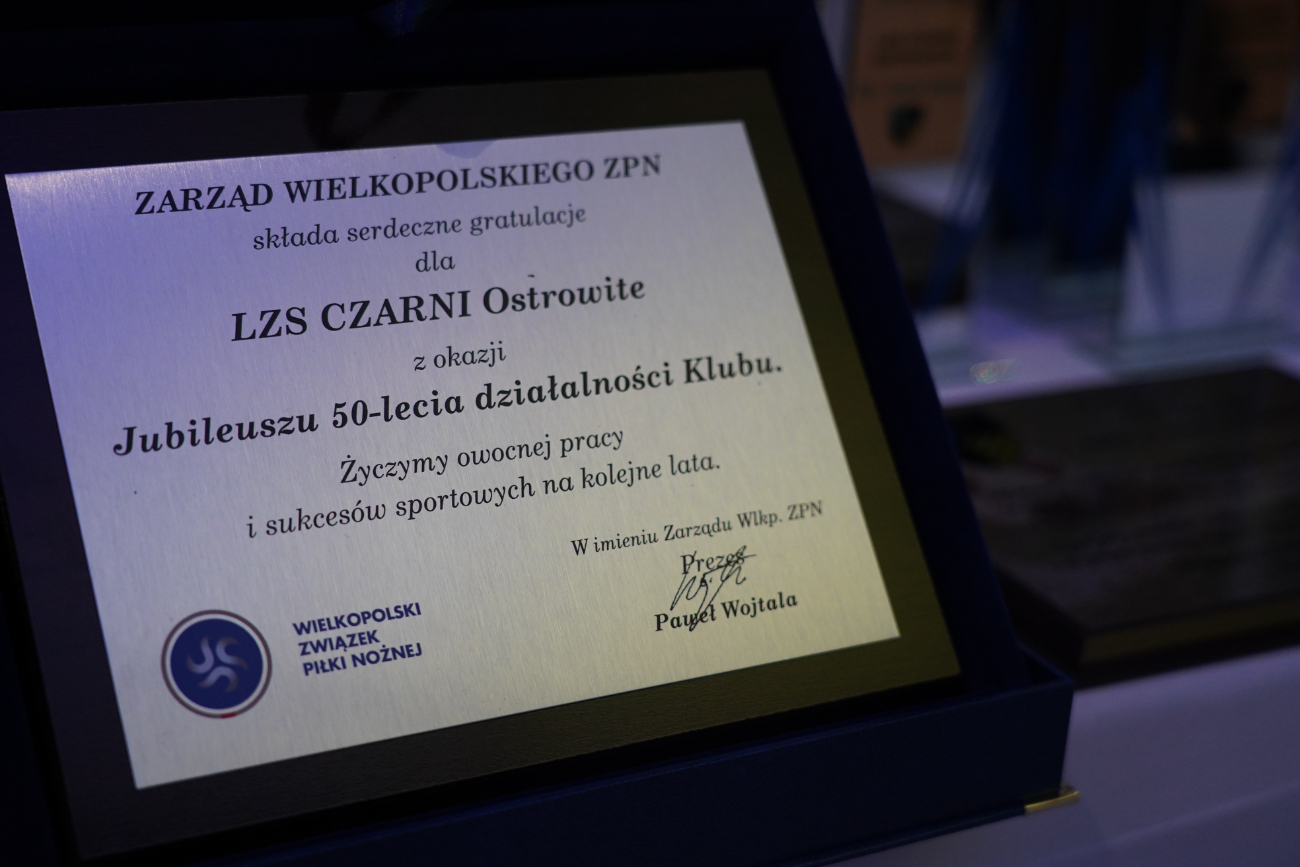 ZARZĄD WIELKOPOLSKIEGO ZPN
składa serdeczne gratulacje
dla
LZS CZARNI Ostrowite
z okazji
Jubileuszu 50-lecia działalności Klubu.
Życzymy owocnej pracy
i sukcesów sportowych na kolejne lata.
W imieniu Zarządu Wlkp. ZPN
Prezes
Paweł Wojtala
WIELKOPOLSKI
ZWIĄZEK
PIŁKI NOŻNEJ